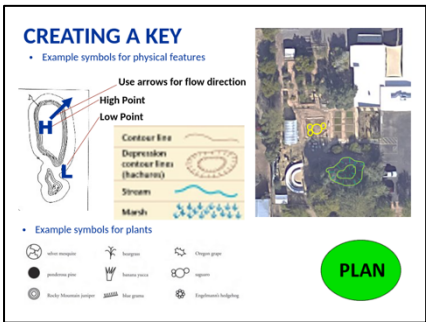 CREATING A KEY
• Example symbols for physical features
Use arrows for flow direction
High Point
Low Point
H
L
Contour line
Depression
contour lines
(hachures)
Stream
Marsh
• Example symbols for plants
velvet mesquite
beargrass
Oregon grape
ponderosa pine
banana yucca
saguaro
Rocky Mountain juniper
blue grama
Engelmann's hedgehog
PLAN